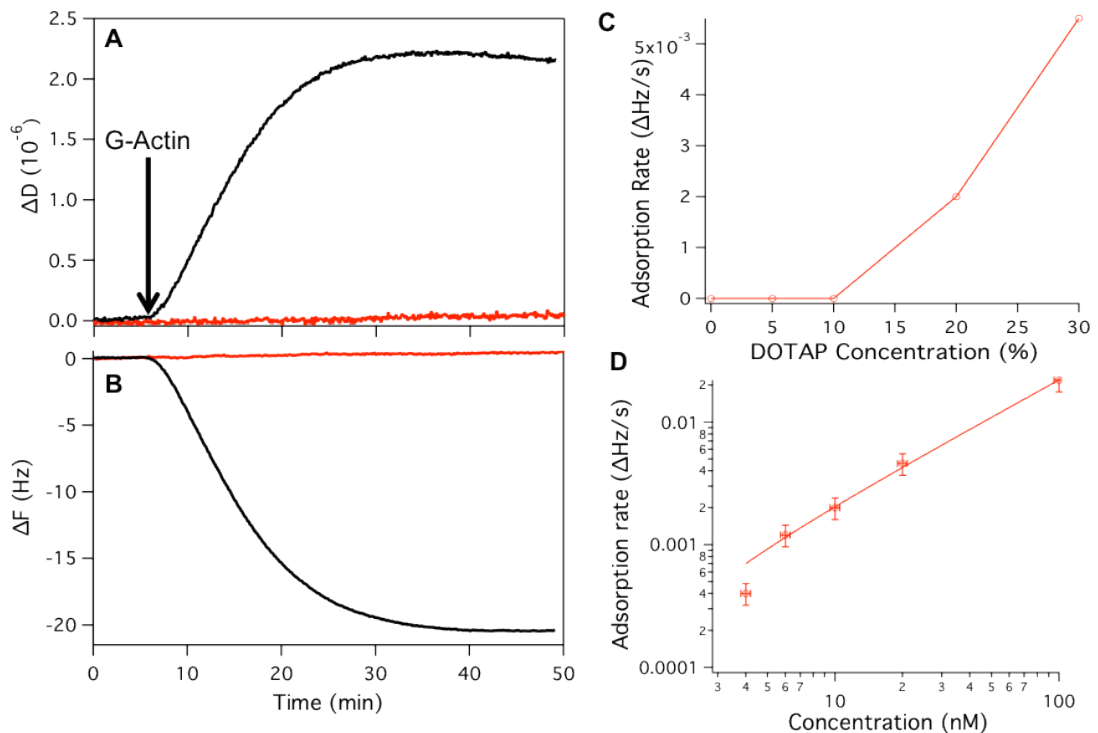 A
2.5
2.0
1.5
1.0
0.5
0.0
ΔD (10⁻⁶)
G-Actin
B
0
-5
-10
-15
-20
ΔF (Hz)
0 10 20 30 40 50
Time (min)
C
5x10⁻³
4
3
2
1
0
Adsorption Rate (ΔHz/s)
0 5 10 15 20 25 30
DOTAP Concentration (%)
D
2
0.01
8
6
4
2
0.001
8
6
4
2
0.0001
Adsorption rate (ΔHz/s)
3 4 5 6 7 10 2 3 4 5 6 7 100
Concentration (nM)